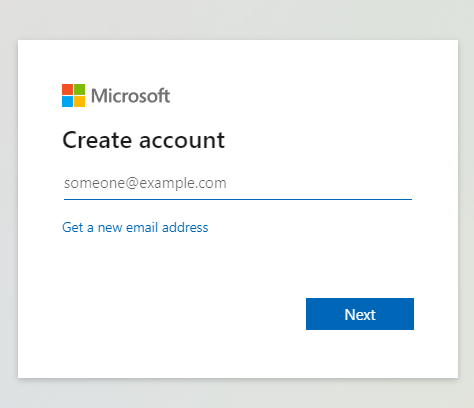 Microsoft
Create account
someone@example.com
Get a new email address
Next